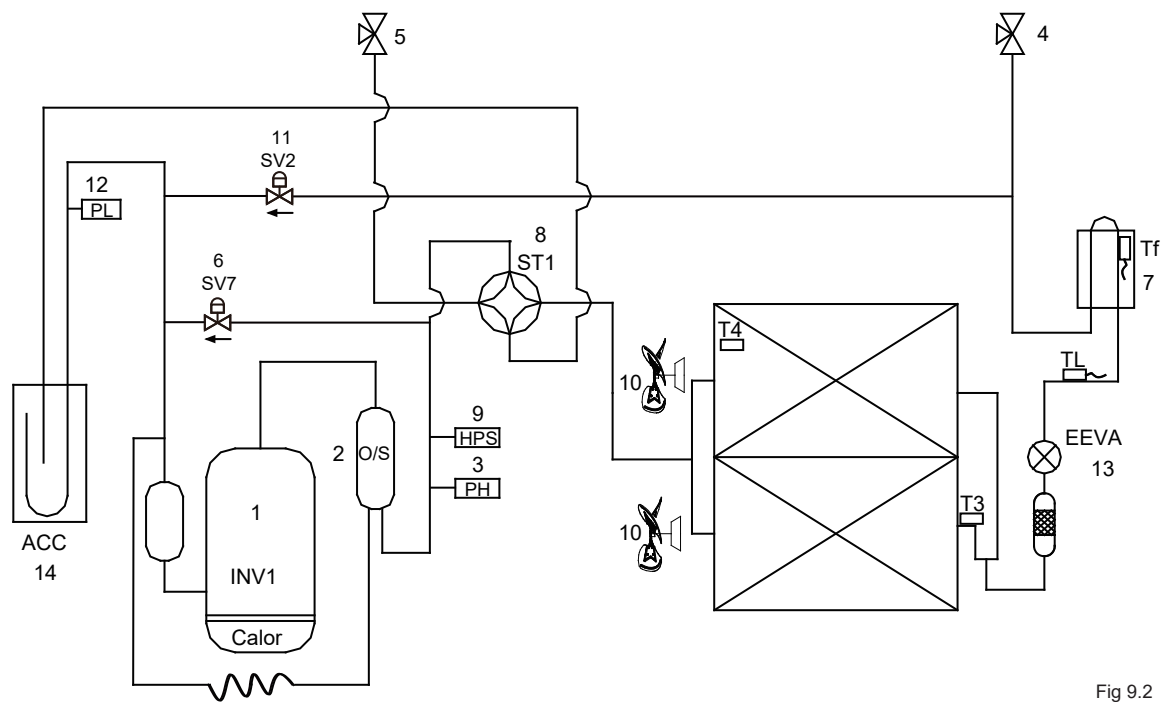 5
4
11
SV2
12
PL
6
SV7
8
ST1
Tf
7
T4
TL
10
9
HPS
2
O/S
3
PH
EEVA
13
1
T3
10
ACC
14
INV1
Calor
Fig 9.2